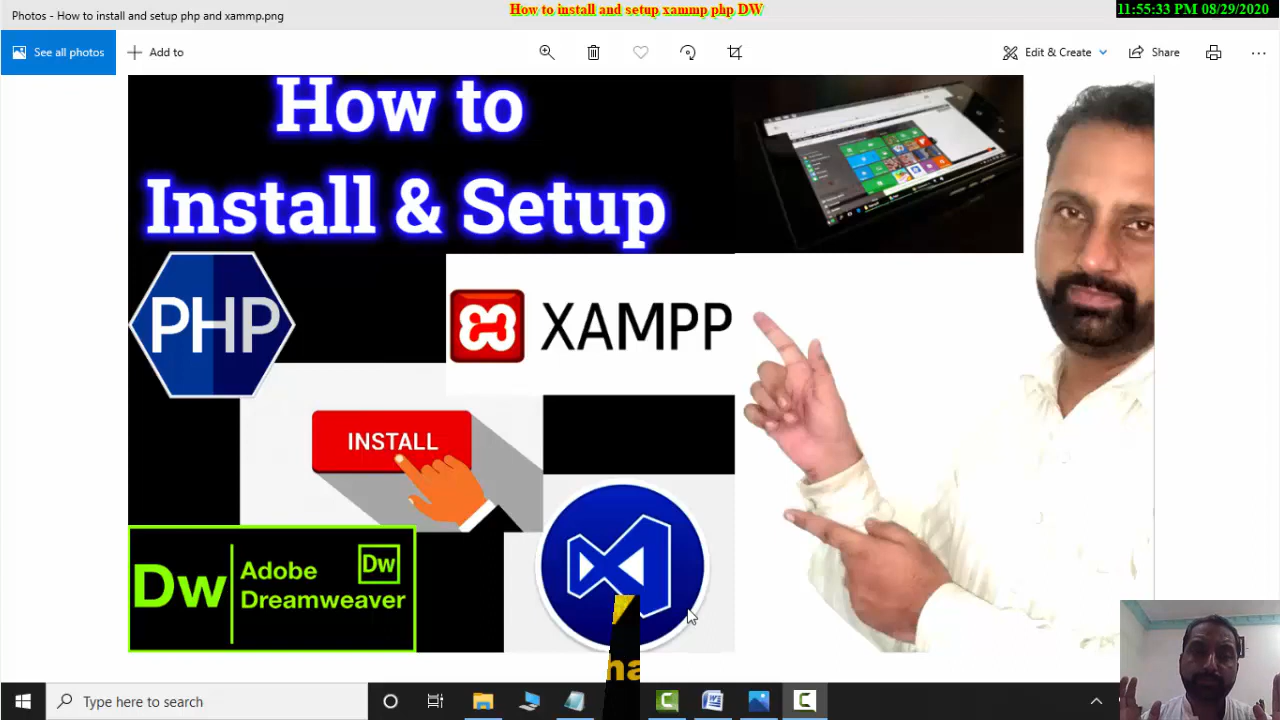 How to install and setup xammp php DW
11:55:33 PM 08/29/2020
Photos - How to install and setup php and xammp.png
See all photos
Add to
Edit & Create
Share
How to
Install & Setup
PHP
XAMPP
INSTALL
Dw
Adobe
Dreamweaver
Dw
Type here to search